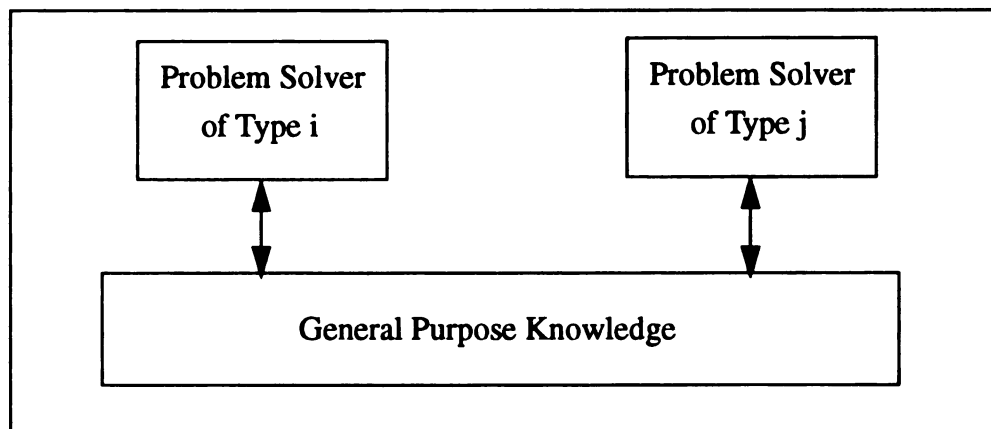 Problem Solver
of Type i
Problem Solver
of Type j
General Purpose Knowledge